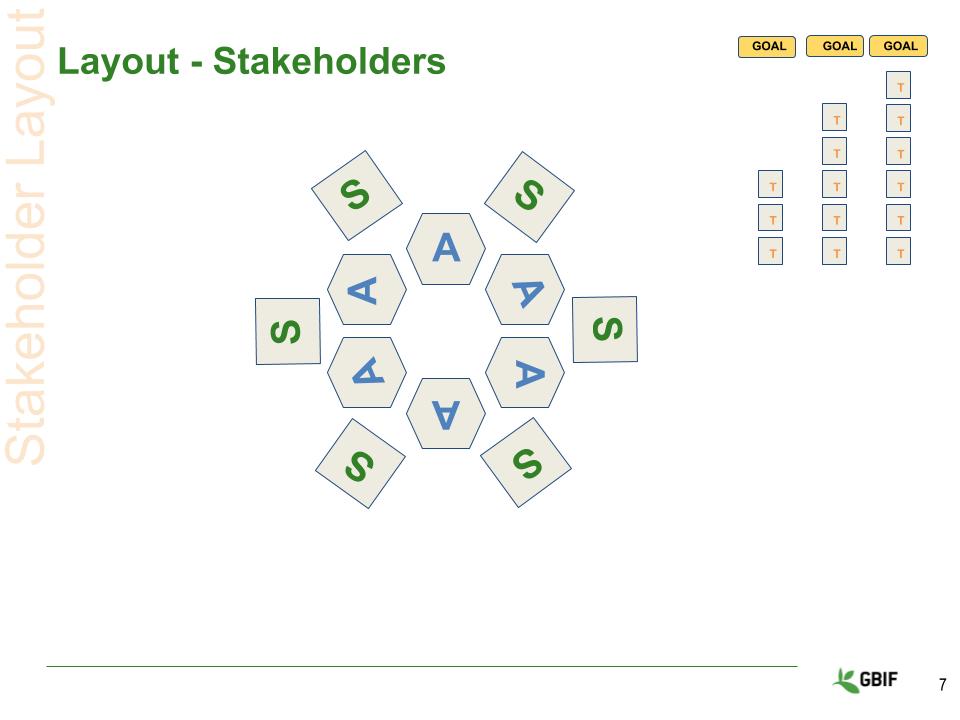 Stakeholder Layout
Layout - Stakeholders
GOAL GOAL GOAL
T
T T
T T
T T T
T T T
T T T
S S
A
A A
S S
A A
A
S S
GBIF
7